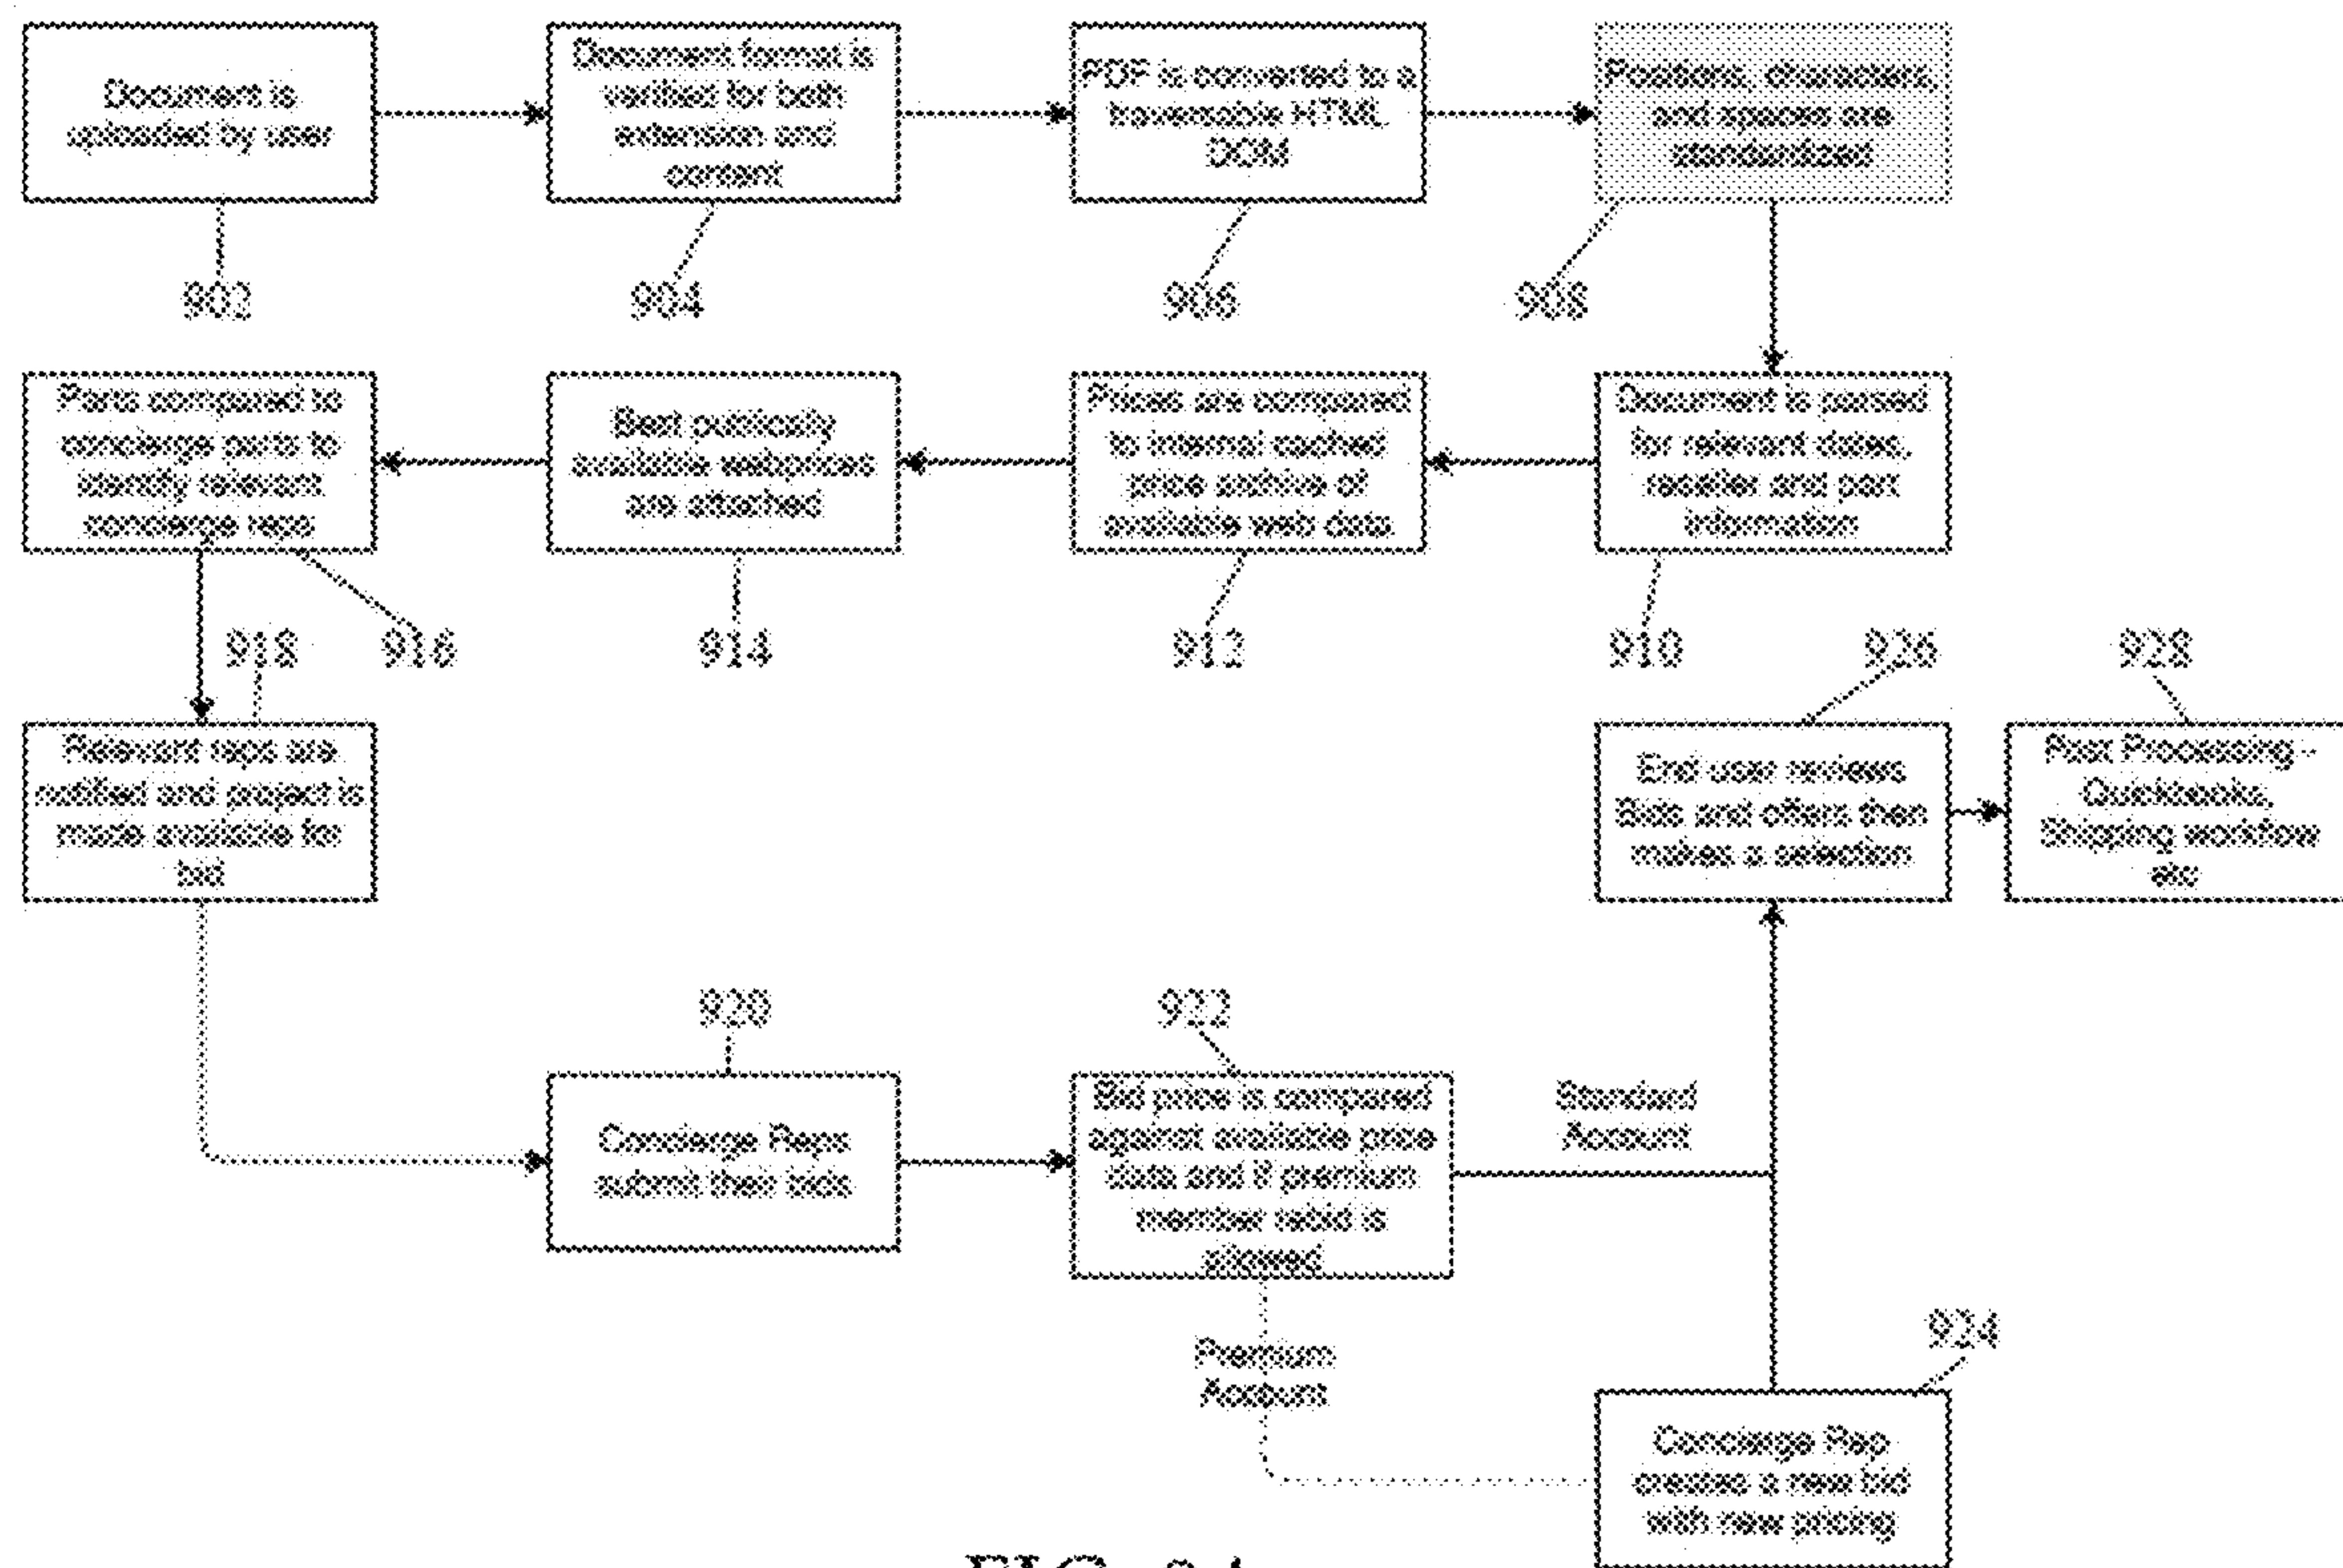 Document is
uploaded by user
Document format is
verified for both
extension and
content
PDF is converted to a
traversable HTML
DOM
Positions, characters,
and spaces are
standardized
902
904
906
908
Parts compared to
concierge parts to
identify relevant
concierge reps
Best publically
available webprices
are attached
Prices are compared
to internal cached
price archive of
available web data
Document is parsed
for relevant dates,
reseller and part
information
918
916
914
912
910
926
928
Relevant reps are
notified and project is
made available for
bid
End user reviews
Bids and offers then
makes a selection
Post Processing -
Quickbooks,
Shipping workflow
etc
920
922
Concierge Reps
submit their bids
Bid price is compared
against available price
data and if premium
member rebid is
allowed
Standard
Account
Premium
Account
924
Concierge Rep
creates a new bid
with new pricing
FIG.